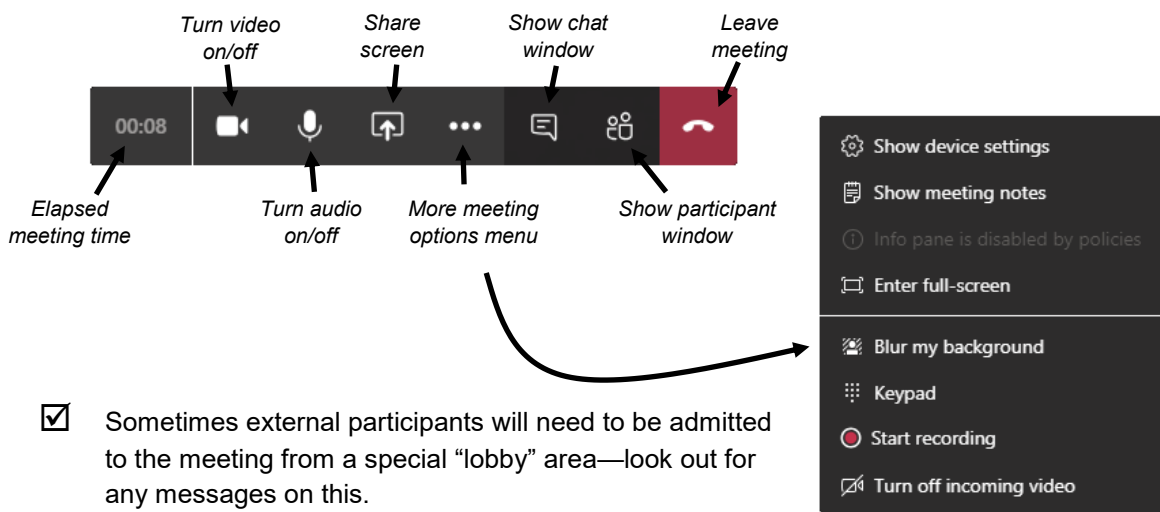 Turn video
on/off
Share
screen
Show chat
window
Leave
meeting
00:08
Elapsed
meeting time
Turn audio
on/off
More meeting
options menu
Show participant
window
Show device settings
Show meeting notes
Info pane is disabled by policies
Enter full-screen
Blur my background
Keypad
Start recording
Turn off incoming video
☑ Sometimes external participants will need to be admitted
to the meeting from a special “lobby” area—look out for
any messages on this.